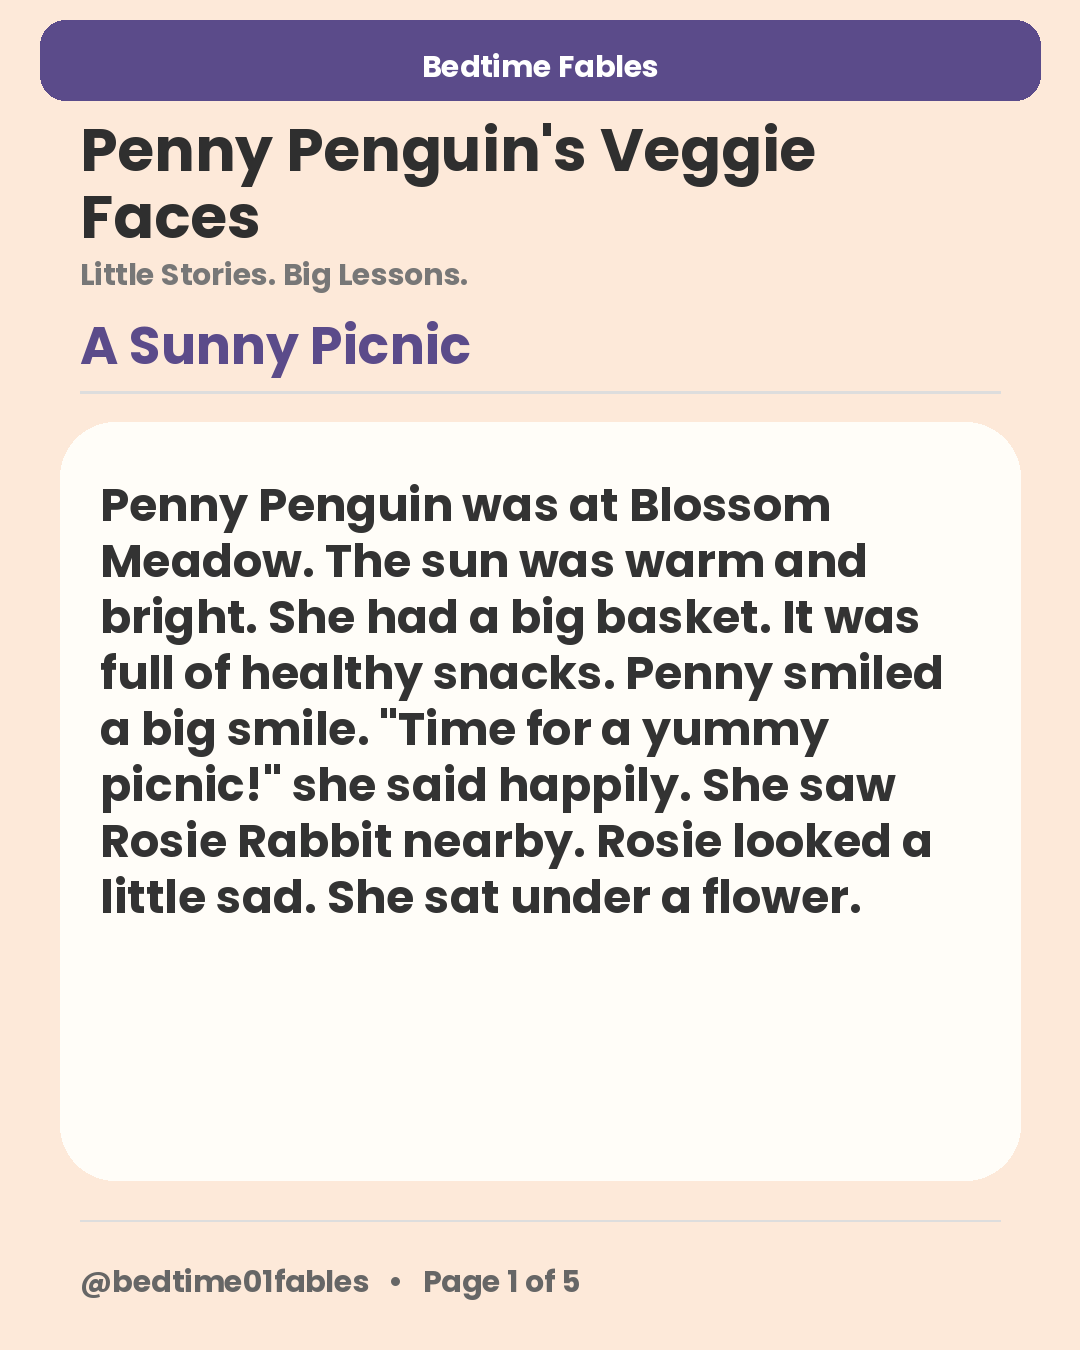 Bedtime Fables
Penny Penguin's Veggie
Faces
Little Stories. Big Lessons.
A Sunny Picnic
Penny Penguin was at Blossom
Meadow. The sun was warm and
bright. She had a big basket. It was
full of healthy snacks. Penny smiled
a big smile. "Time for a yummy
picnic!" she said happily. She saw
Rosie Rabbit nearby. Rosie looked a
little sad. She sat under a flower.
@bedtime01fables • Page 1 of 5